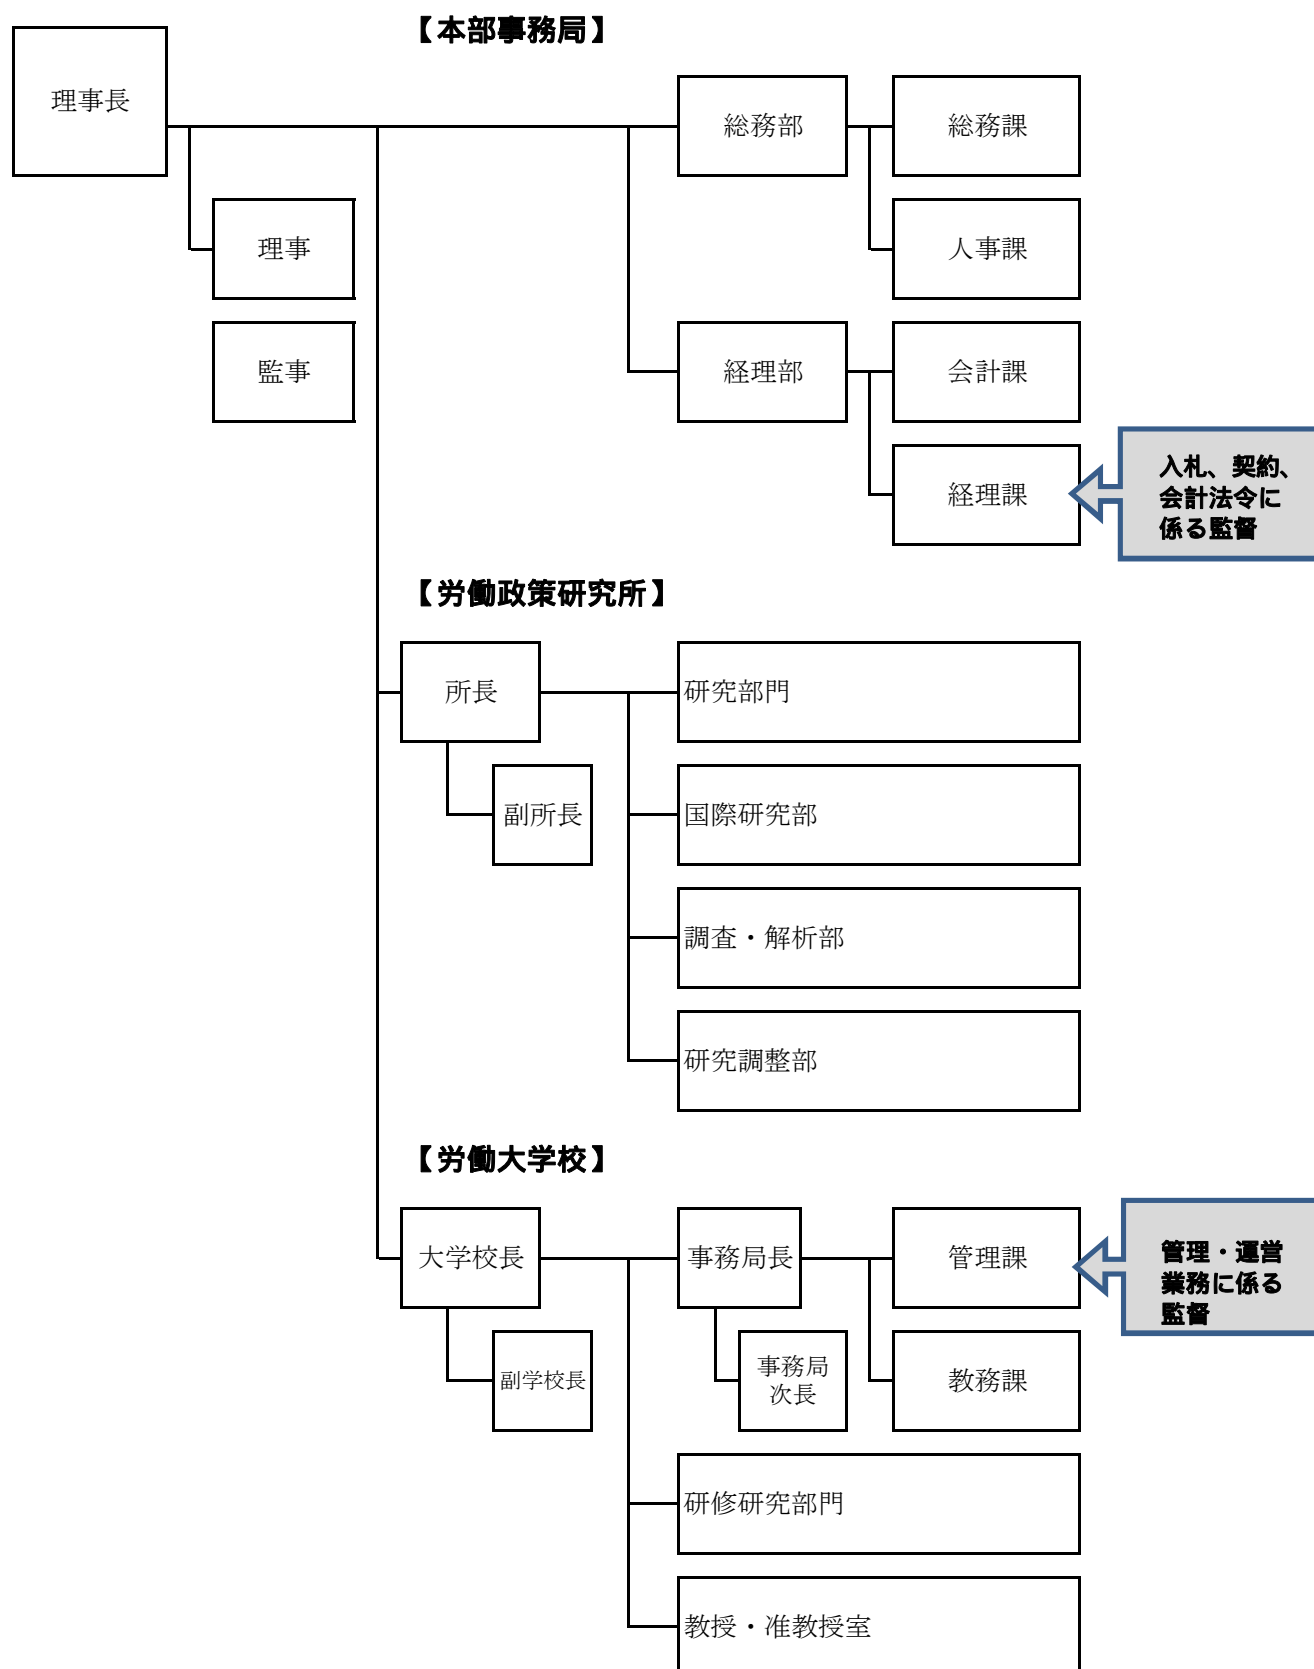 【本部事務局】
理事長
総務部
総務課
理事
人事課
監事
経理部
会計課
経理課
入札、契約、
会計法令に
係る監督
【労働政策研究所】
所長
研究部門
副所長
国際研究部
調査・解析部
研究調整部
【労働大学校】
大学校長
事務局長
管理課
管理・運営
業務に係る
監督
副学校長
事務局
次長
教務課
研修研究部門
教授・准教授室